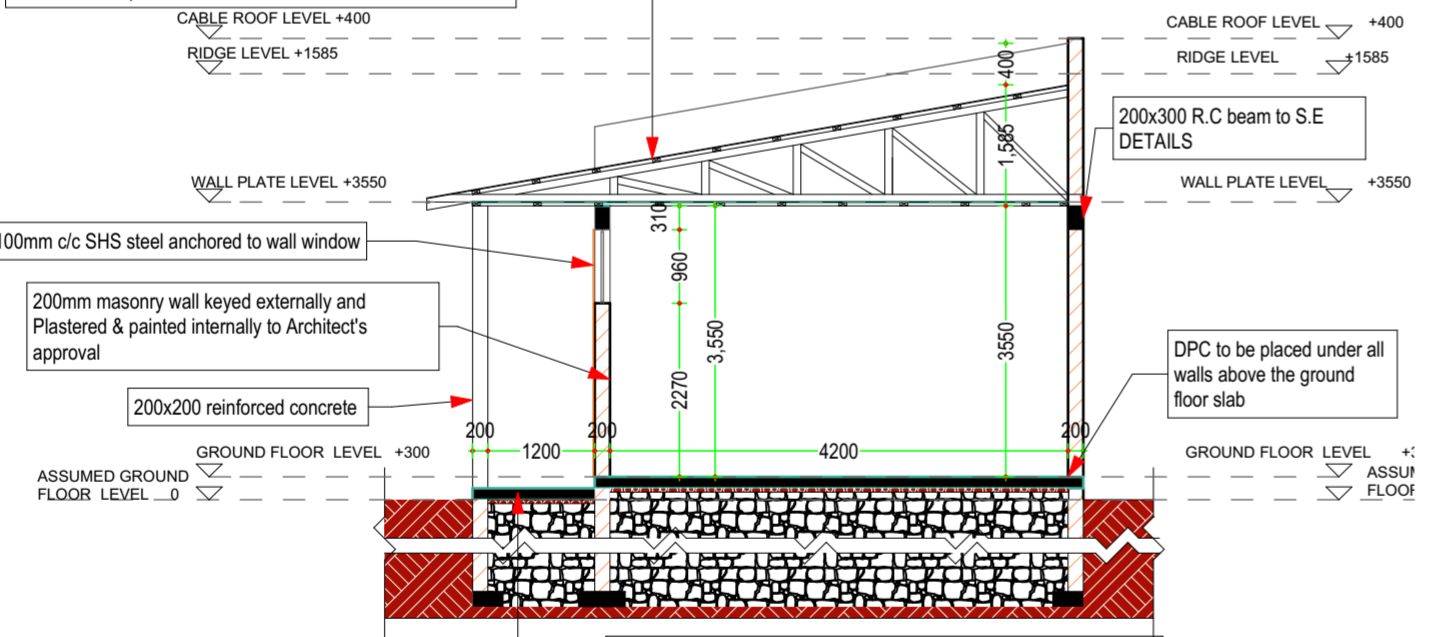 CABLE ROOF LEVEL +400
CABLE ROOF LEVEL +400
RIDGE LEVEL +1585
RIDGE LEVEL +1585
400
200x300 R.C beam to S.E
DETAILS
1,585
WALL PLATE LEVEL +3550
WALL PLATE LEVEL +3550
310
100mm c/c SHS steel anchored to wall window
960
200mm masonry wall keyed externally and
Plastered & painted internally to Architect's
approval
3,550
3550
DPC to be placed under all
walls above the ground
floor slab
2270
200x200 reinforced concrete
200
200
200
1200
4200
GROUND FLOOR LEVEL +300
GROUND FLOOR LEVEL
ASSUMED GROUND
FLOOR LEVEL 0